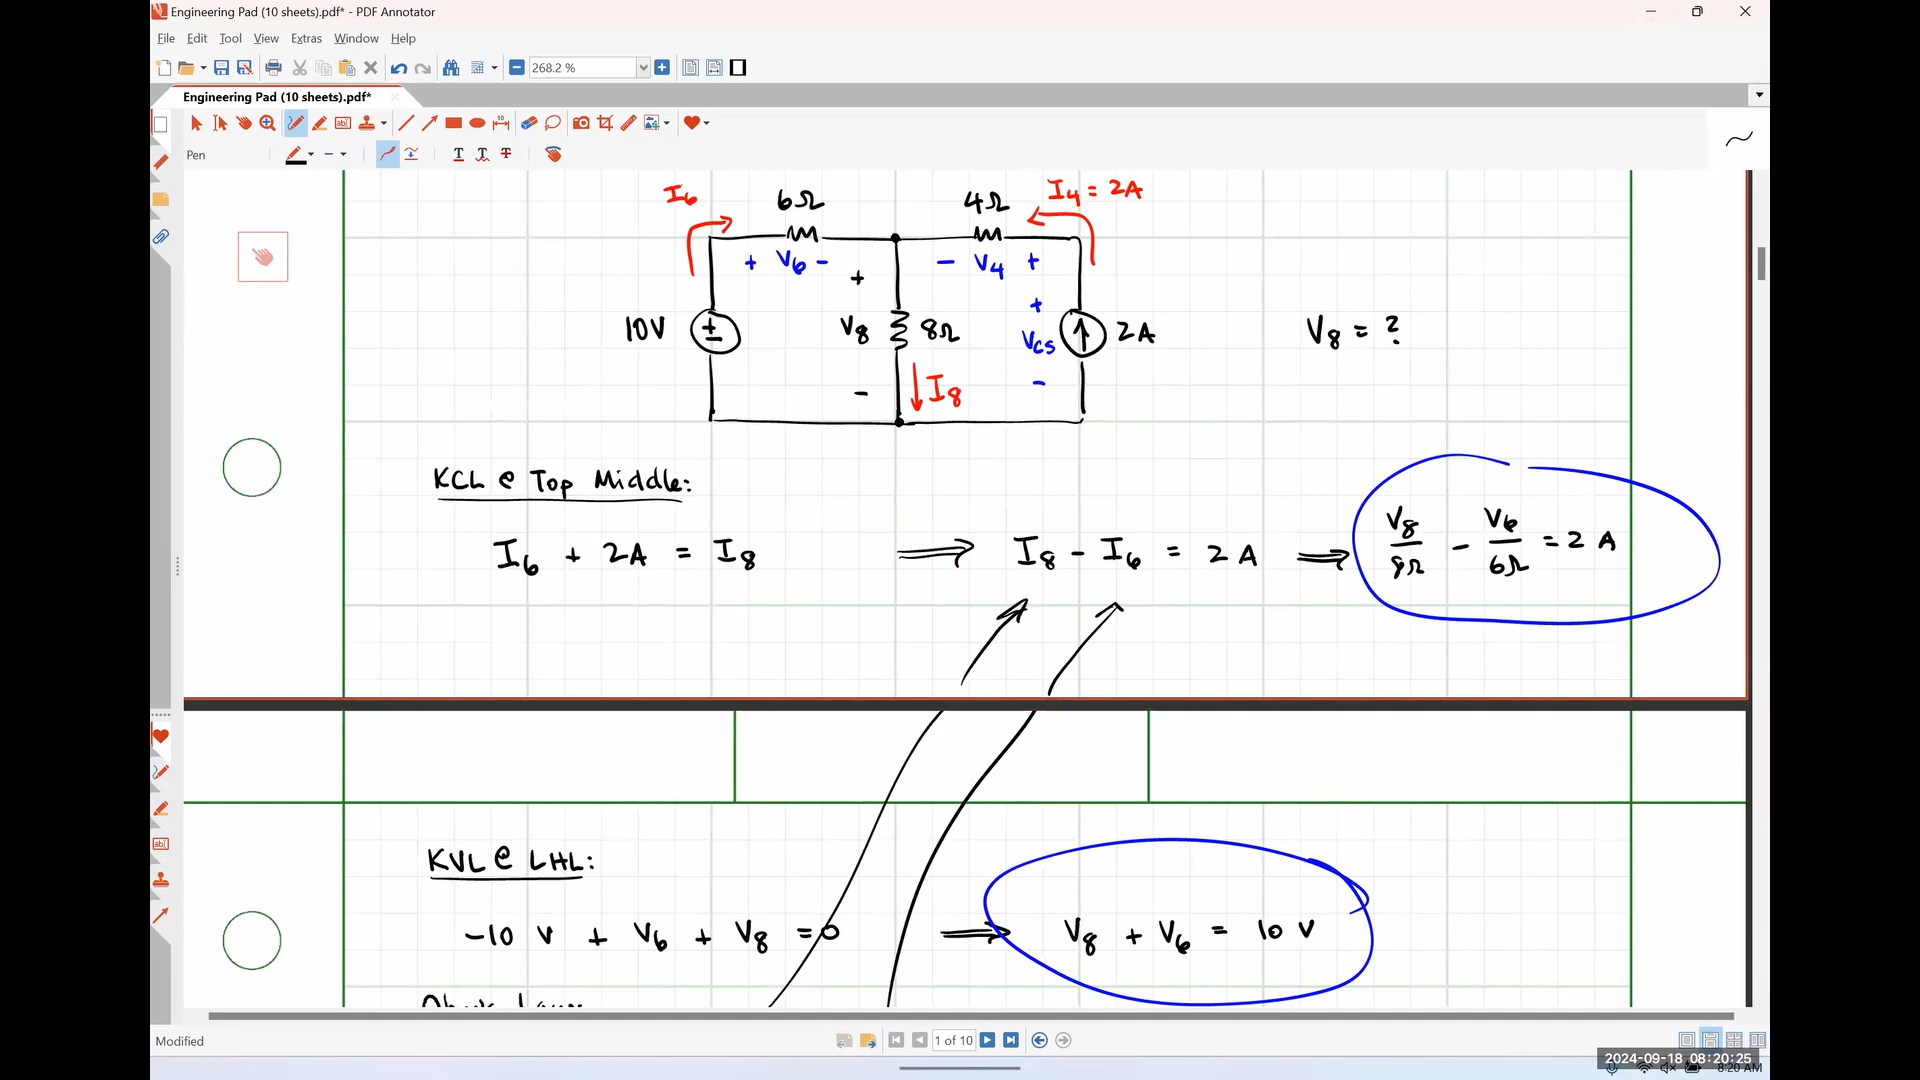 Engineering Pad (10 sheets).pdf* - PDF Annotator
File Edit Tool View Extras Window Help
268.2 %
Engineering Pad (10 sheets).pdf*
Pen
I6 6Ω 4Ω I4 = 2A
+ V6 - + - V4 +
10V + - V8 8Ω + Vcs - 2A V8 = ?
- I8
KCL @ Top Middle:
I6 + 2A = I8 ⟹ I8 - I6 = 2 A ⟹ V8/8Ω - V6/6Ω = 2 A
KVL @ LHL:
-10 V + V6 + V8 = 0 ⟹ V8 + V6 = 10 V
Modified 1 of 10
2024-09-18 08:20:25
8:20 AM